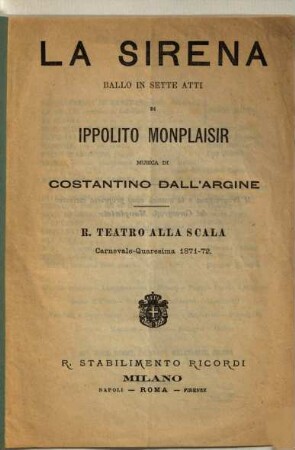 LA SIRENA
BALLO IN SETTE ATTI
DI
IPPOLITO MONPLAISIR
MUSICA DI
COSTANTINO DALL'ARGINE
R. TEATRO ALLA SCALA
Carnevale-Quaresima 1871-72.
R. STABILIMENTO RICORDI
MILANO
NAPOLI — ROMA — FIRENZE